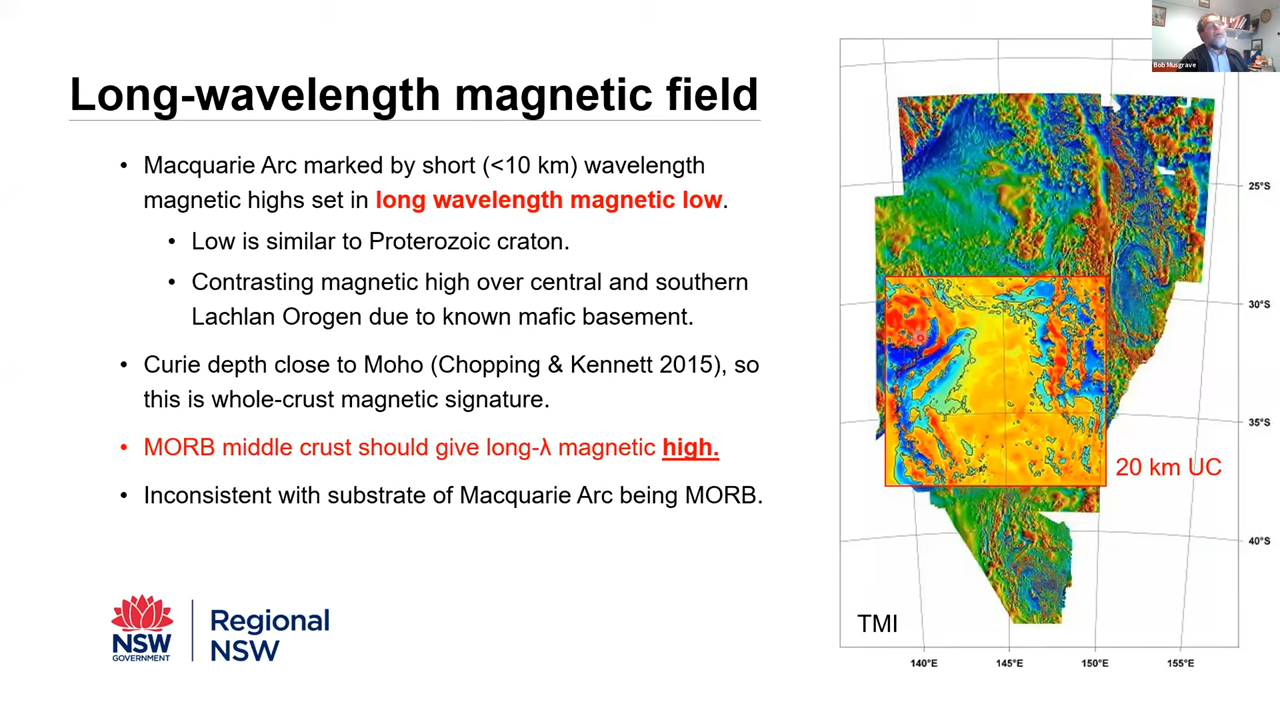 Bob Musgrave
Long-wavelength magnetic field
• Macquarie Arc marked by short (<10 km) wavelength
magnetic highs set in long wavelength magnetic low.
• Low is similar to Proterozoic craton.
• Contrasting magnetic high over central and southern
Lachlan Orogen due to known mafic basement.
• Curie depth close to Moho (Chopping & Kennett 2015), so
this is whole-crust magnetic signature.
• MORB middle crust should give long-λ magnetic high.
• Inconsistent with substrate of Macquarie Arc being MORB.
25°S
30°S
35°S
20 km UC
40°S
TMI
140°E 145°E 150°E 155°E
NSW
GOVERNMENT
Regional
NSW